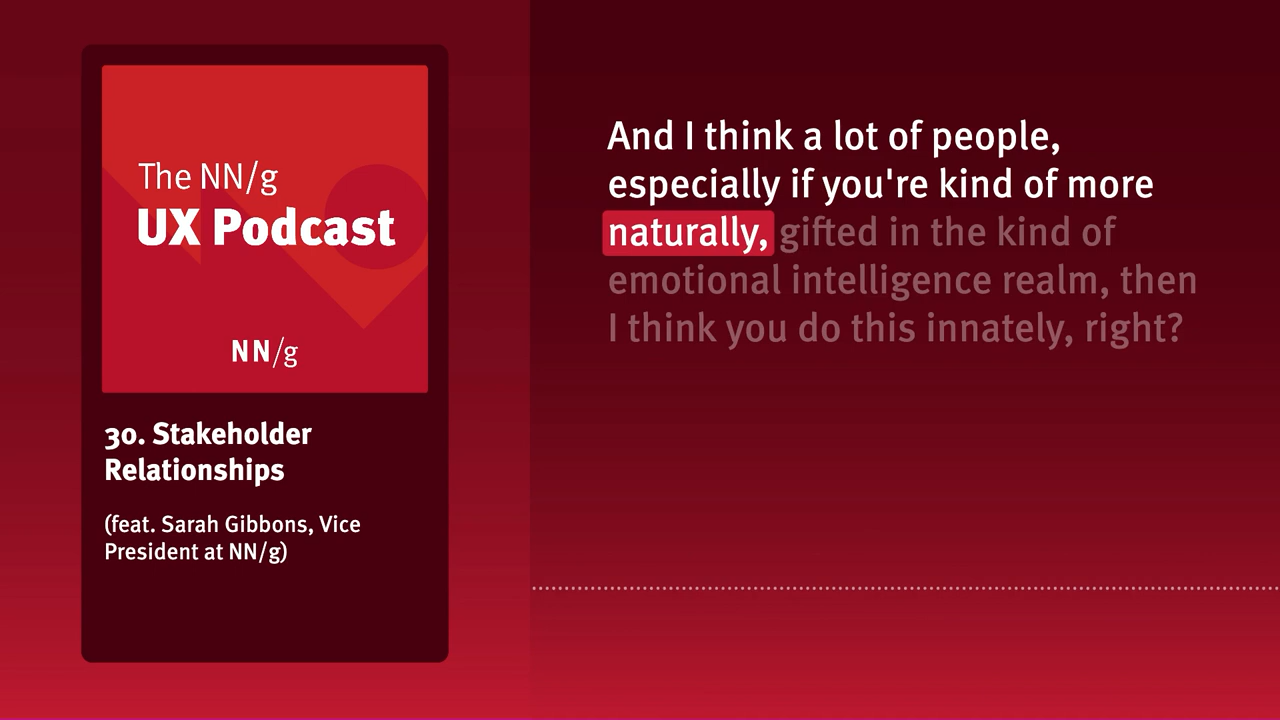 The NN/g
UX Podcast
NN/g
30. Stakeholder
Relationships
(feat. Sarah Gibbons, Vice
President at NN/g)
And I think a lot of people,
especially if you're kind of more
naturally, gifted in the kind of
emotional intelligence realm, then
I think you do this innately, right?